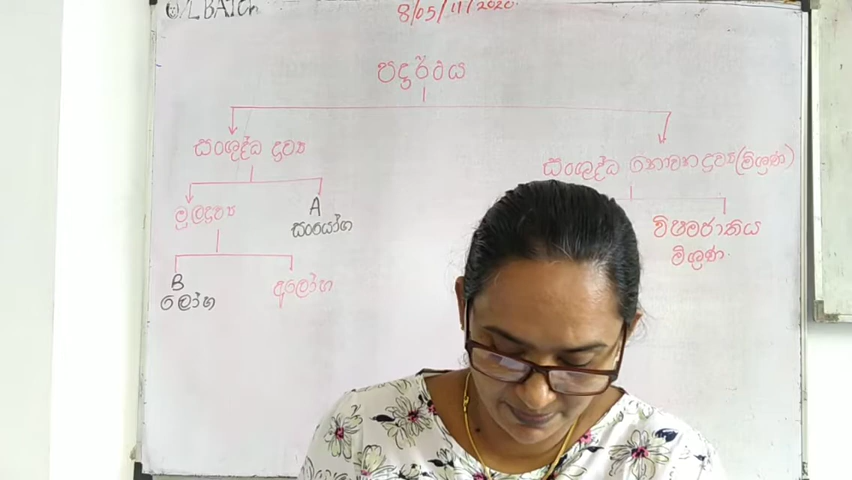 O/L BATCH
8/05/11/2020
පදාර්ථය
සංශුද්ධ ද්‍රව්‍ය
සංශුද්ධ නොවන ද්‍රව්‍ය(මිශ්‍රණ)
මූලද්‍රව්‍ය
A
සංයෝග
විෂමජාතිය
මිශ්‍රණ.
B
ලෝහ
අලෝහ